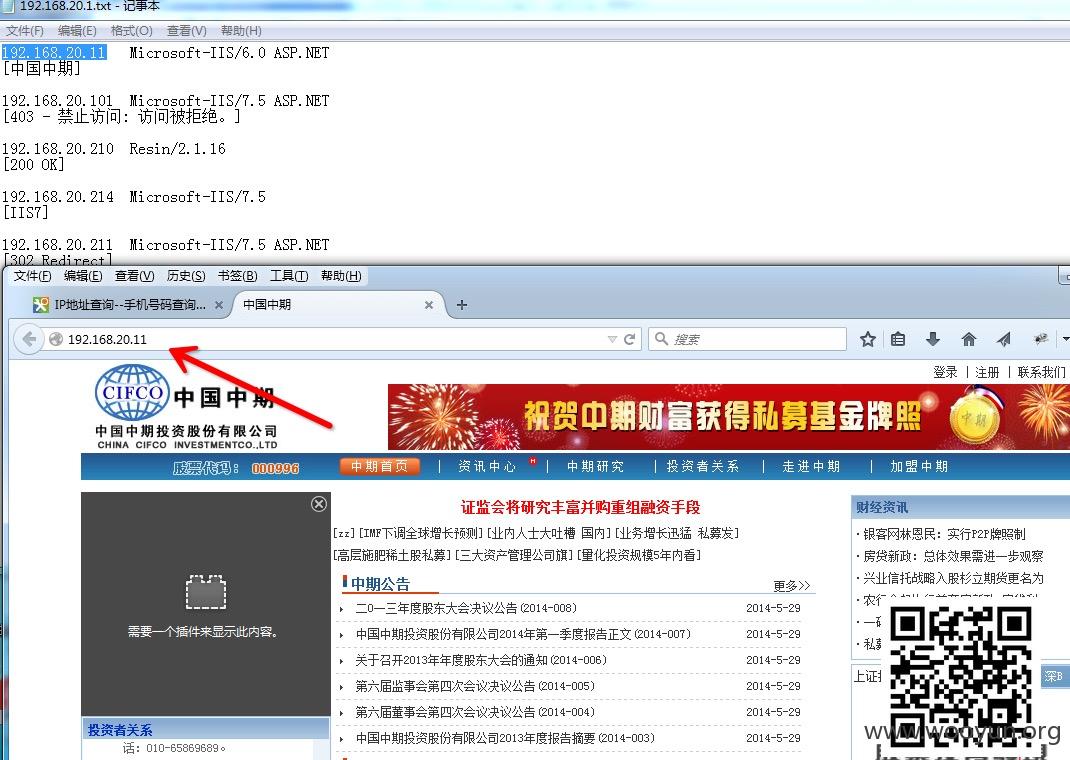 192.168.20.1.txt - 记事本
文件(F) 编辑(E) 格式(O) 查看(V) 帮助(H)
192.168.20.11 Microsoft-IIS/6.0 ASP.NET
[中国中期]
192.168.20.101 Microsoft-IIS/7.5 ASP.NET
[403 - 禁止访问: 访问被拒绝。]
192.168.20.210 Resin/2.1.16
[200 OK]
192.168.20.214 Microsoft-IIS/7.5
[IIS7]
192.168.20.211 Microsoft-IIS/7.5 ASP.NET
[302 Redirect]
文件(F) 编辑(E) 查看(V) 历史(S) 书签(B) 工具(T) 帮助(H)
IP地址查询--手机号码查询... 中国中期
192.168.20.11 搜索
登录 | 注册 | 联系我们
CIFCO 中国中期
中国中期投资股份有限公司
CHINA CIFCO INVESTMENT CO.,LTD
祝贺中期财富获得私募基金牌照
中期
股票代码: 000996 中期首页 | 资讯中心 H | 中期研究 | 投资者关系 | 走进中期 | 加盟中期
需要一个插件来显示此内容。
证监会将研究丰富并购重组融资手段
[zz] [IMF下调全球增长预测] [业内人士大吐槽 国内] [业务增长迅猛 私募发]
[高层施肥稀土股私募] [三大资产管理公司旗] [量化投资规模5年内看]
中期公告 更多>>
二0一三年度股东大会决议公告(2014-008) 2014-5-29
中国中期投资股份有限公司2014年第一季度报告正文(2014-007) 2014-5-29
关于召开2013年年度股东大会的通知(2014-006) 2014-5-29
第六届监事会第四次会议决议公告(2014-005) 2014-5-29
第六届董事会第四次会议决议公告(2014-004) 2014-5-29
中国中期投资股份有限公司2013年度报告摘要(2014-003) 2014-5-29
投资者关系
话: 010-65869689。
财经资讯
·银客网林恩民: 实行P2P牌照制
·房贷新政: 总体效果需进一步观察
·兴业信托战略入股杉立期货更名为
·农行
·私募
上证
深B
www.wooyun.org